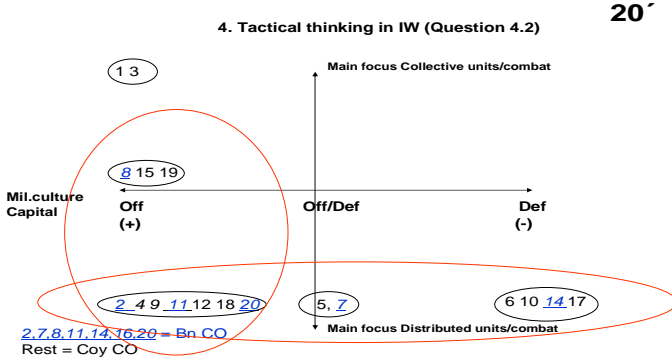 20´
4. Tactical thinking in IW (Question 4.2)
1 3
Main focus Collective units/combat
8 15 19
Mil.culture
Capital
Off
(+)
Off/Def
Def
(-)
2 4 9 11 12 18 20
5, 7
6 10 14 17
2,7,8,11,14,16,20 = Bn CO
Rest = Coy CO
Main focus Distributed units/combat